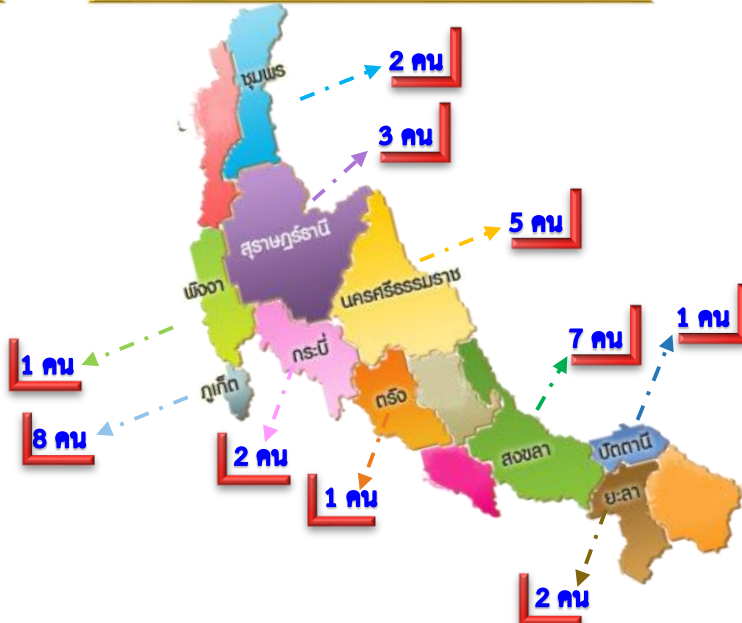 2 คน
ชุมพร
3 คน
สุราษฎร์ธานี
5 คน
นครศรีธรรมราช
พังงา
1 คน
7 คน
1 คน
กระบี่
ภูเก็ต
ตรัง
8 คน
2 คน
สงขลา
ปัตตานี
1 คน
ยะลา
2 คน